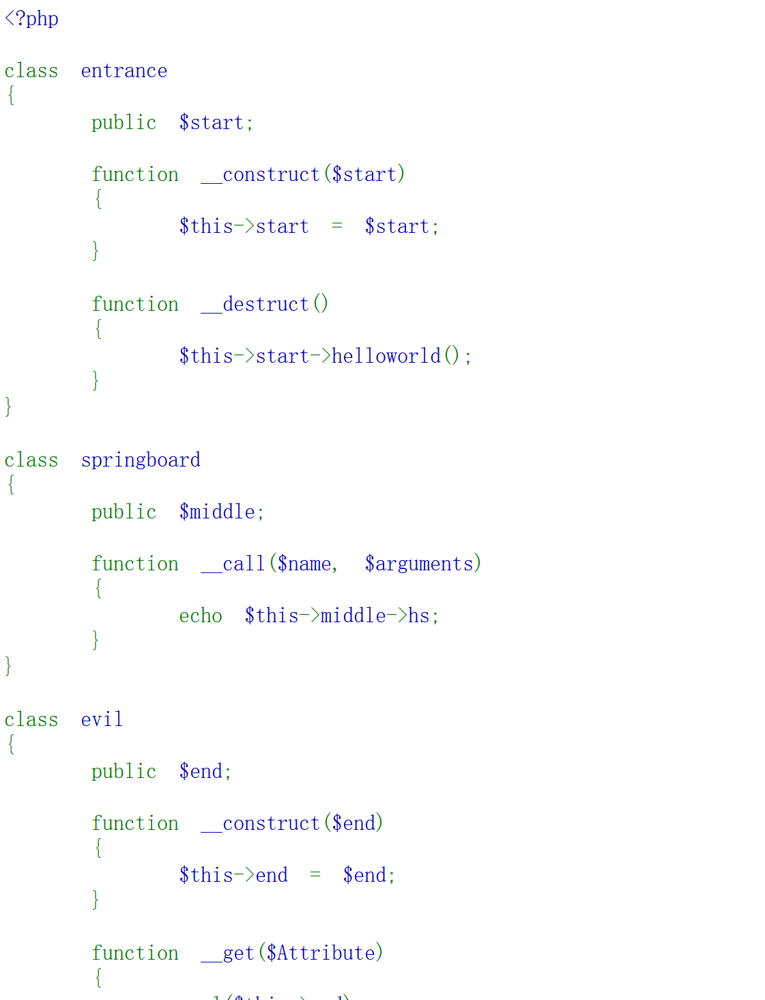 <?php
class entrance
{
public $start;
function __construct($start)
{
$this->start = $start;
}
function __destruct()
{
$this->start->helloworld();
}
}
class springboard
{
public $middle;
function __call($name, $arguments)
{
echo $this->middle->hs;
}
}
class evil
{
public $end;
function __construct($end)
{
$this->end = $end;
}
function __get($Attribute)
{